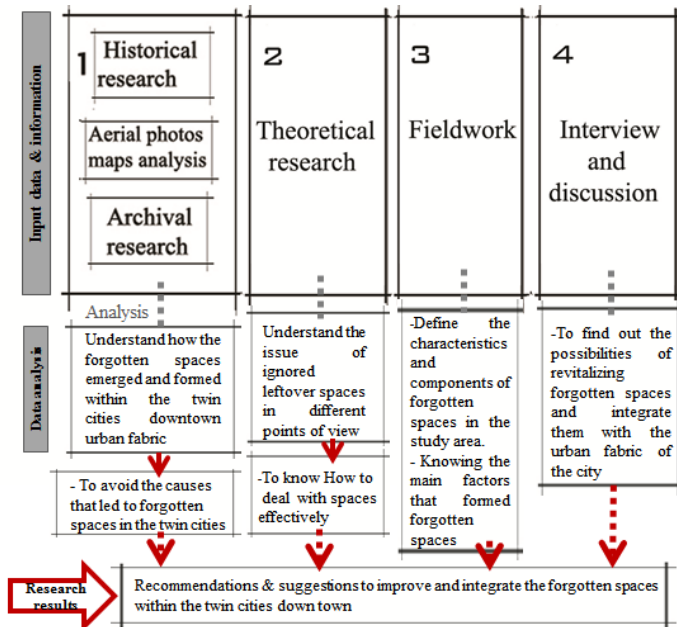 Input data & information
1
Historical
research
Aerial photos
maps analysis
Archival
research
2
Theoretical
research
3
Fieldwork
4
Interview
and
discussion
Data analysis
Analysis
Understand how the
forgotten spaces
emerged and formed
within the twin
cities downtown
urban fabric
- To avoid the causes
that led to forgotten
spaces in the twin cities
Understand the
issue of
ignored
leftover spaces
in different
points of view
-To know How to
deal with spaces
effectively
-Define the
characteristics
and
components of
forgotten
spaces in the
study area.
- Knowing the
main factors
that formed
forgotten
spaces
-To find out the
possibilities of
revitalizing
forgotten spaces
and integrate
them with the
urban fabric of
the city
Research
results
Recommendations & suggestions to improve and integrate the forgotten spaces
within the twin cities down town